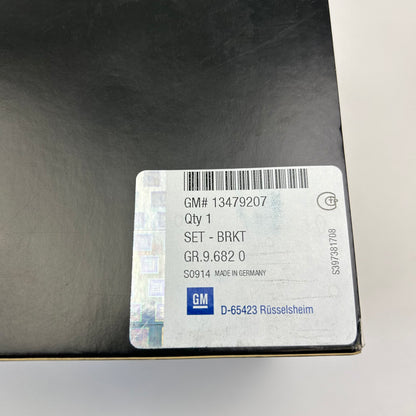 GM# 13479207
Qty 1
SET - BRKT
GR.9.682 0
S0914 MADE IN GERMANY
GM
D-65423 Rüsselsheim
S397381708